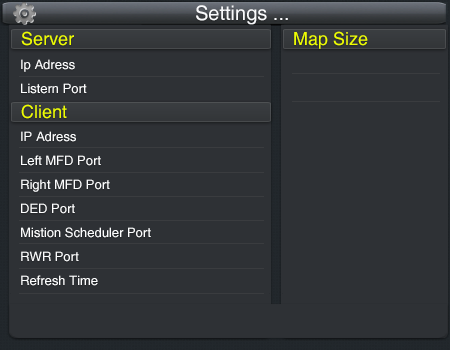 Settings ...
Server
Ip Adress
Listern Port
Client
IP Adress
Left MFD Port
Right MFD Port
DED Port
Mistion Scheduler Port
RWR Port
Refresh Time
Map Size